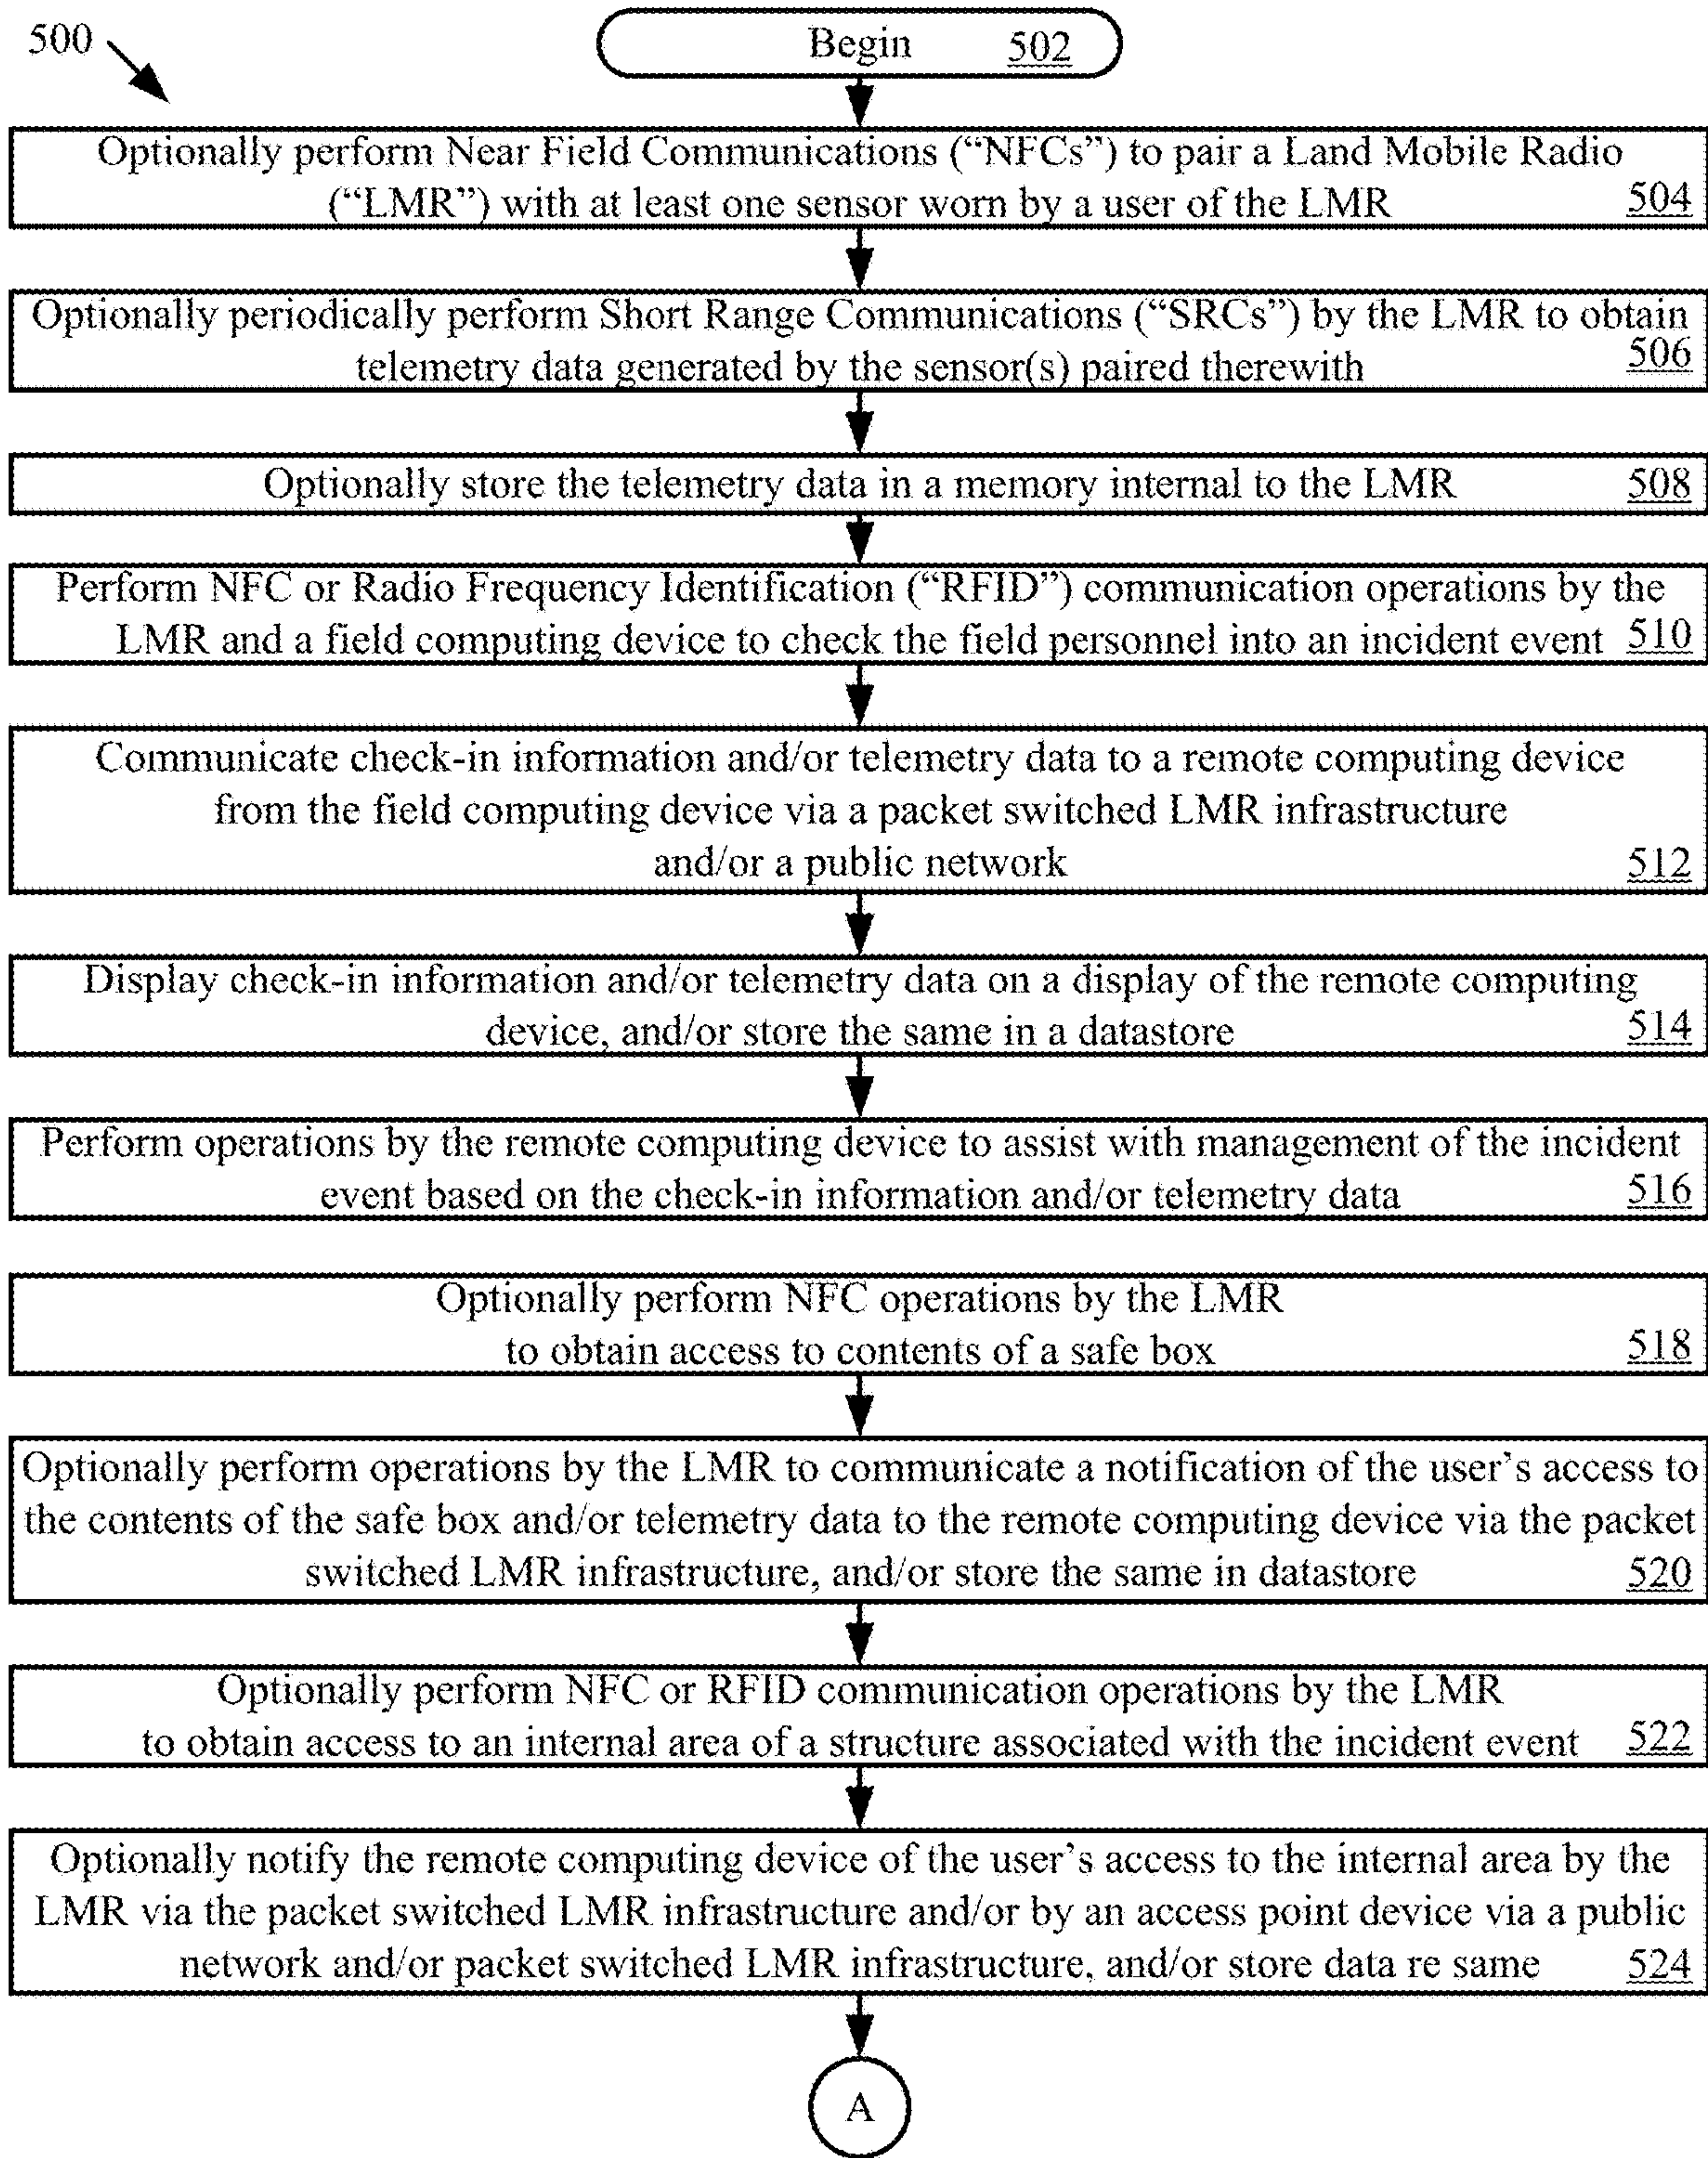 500
Begin 502
Optionally perform Near Field Communications (“NFCs”) to pair a Land Mobile Radio
(“LMR”) with at least one sensor worn by a user of the LMR 504
Optionally periodically perform Short Range Communications (“SRCs”) by the LMR to obtain
telemetry data generated by the sensor(s) paired therewith 506
Optionally store the telemetry data in a memory internal to the LMR 508
Perform NFC or Radio Frequency Identification (“RFID”) communication operations by the
LMR and a field computing device to check the field personnel into an incident event 510
Communicate check-in information and/or telemetry data to a remote computing device
from the field computing device via a packet switched LMR infrastructure
and/or a public network 512
Display check-in information and/or telemetry data on a display of the remote computing
device, and/or store the same in a datastore 514
Perform operations by the remote computing device to assist with management of the incident
event based on the check-in information and/or telemetry data 516
Optionally perform NFC operations by the LMR
to obtain access to contents of a safe box 518
Optionally perform operations by the LMR to communicate a notification of the user’s access to
the contents of the safe box and/or telemetry data to the remote computing device via the packet
switched LMR infrastructure, and/or store the same in datastore 520
Optionally perform NFC or RFID communication operations by the LMR
to obtain access to an internal area of a structure associated with the incident event 522
Optionally notify the remote computing device of the user’s access to the internal area by the
LMR via the packet switched LMR infrastructure and/or by an access point device via a public
network and/or packet switched LMR infrastructure, and/or store data re same 524
A